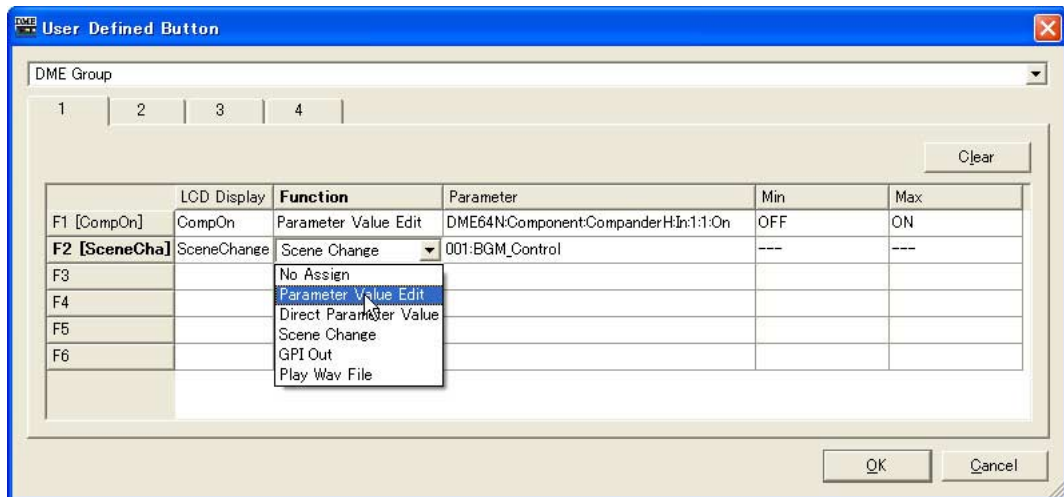 User Defined Button
DME Group
1 2 3 4
Clear
LCD Display Function Parameter Min Max
F1 [CompOn] CompOn Parameter Value Edit DME64N:Component:CompanderH:In:1:1:On OFF ON
F2 [SceneCha] SceneChange Scene Change 001:BGM_Control --- ---
F3 No Assign
Parameter Value Edit
F4 Direct Parameter Value
F5 Scene Change
F6 GPI Out
Play Wav File
OK Cancel